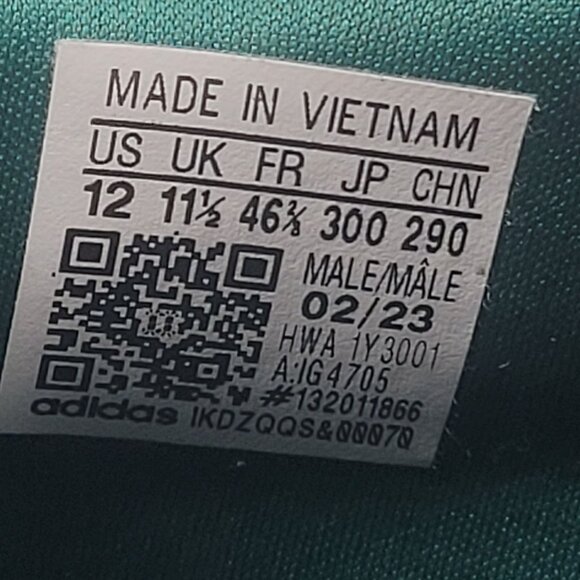 MADE IN VIETNAM
US UK FR JP CHN
12 11½ 46⅔ 300 290
MALE/MÂLE
02/23
HWA 1Y3001
A:IG4705
#132011866
adidas IKDZQQS&00070